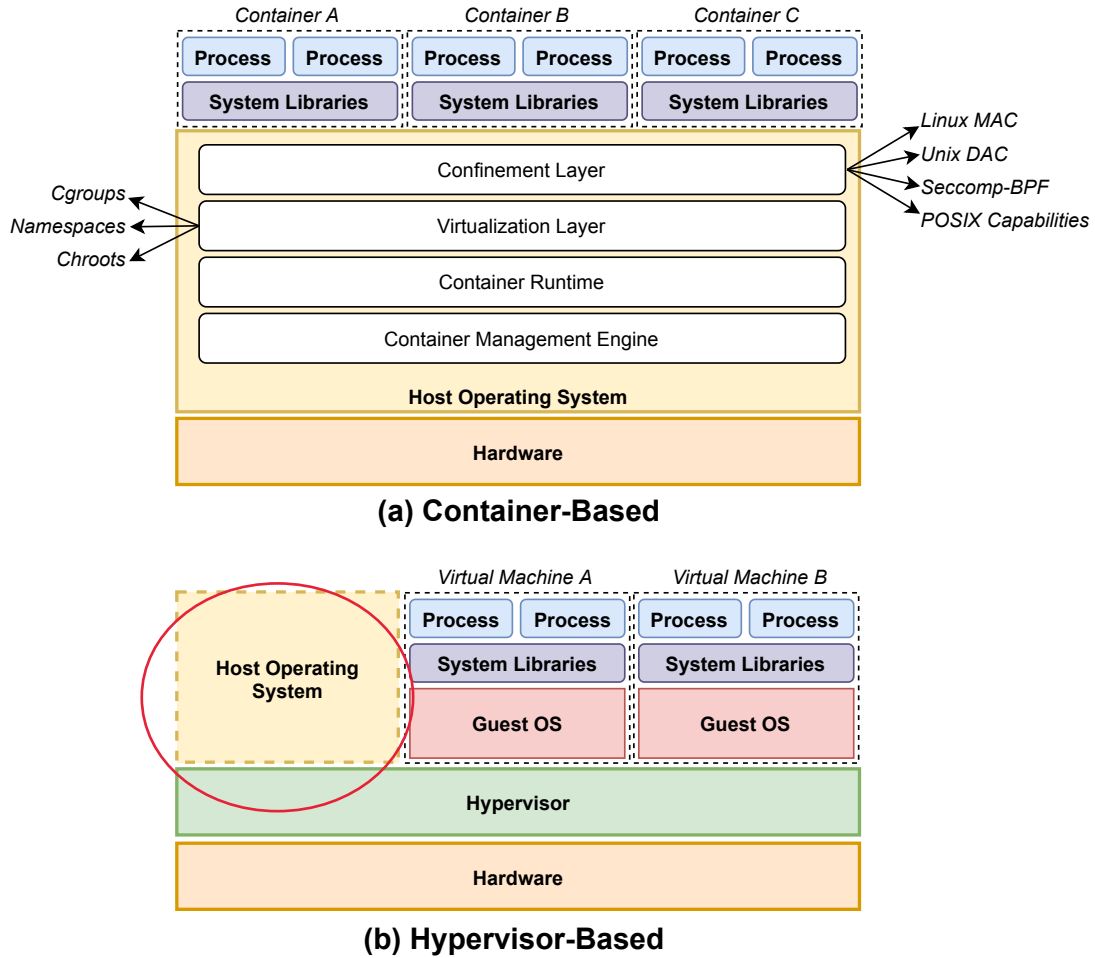 Container A
Container B
Container C
Process
Process
Process
Process
Process
Process
System Libraries
System Libraries
System Libraries
Linux MAC
Unix DAC
Seccomp-BPF
POSIX Capabilities
Confinement Layer
Cgroups
Namespaces
Chroots
Virtualization Layer
Container Runtime
Container Management Engine
Host Operating System
Hardware
(a) Container-Based
Virtual Machine A
Virtual Machine B
Process
Process
Process
Process
Host Operating
System
System Libraries
System Libraries
Guest OS
Guest OS
Hypervisor
Hardware
(b) Hypervisor-Based